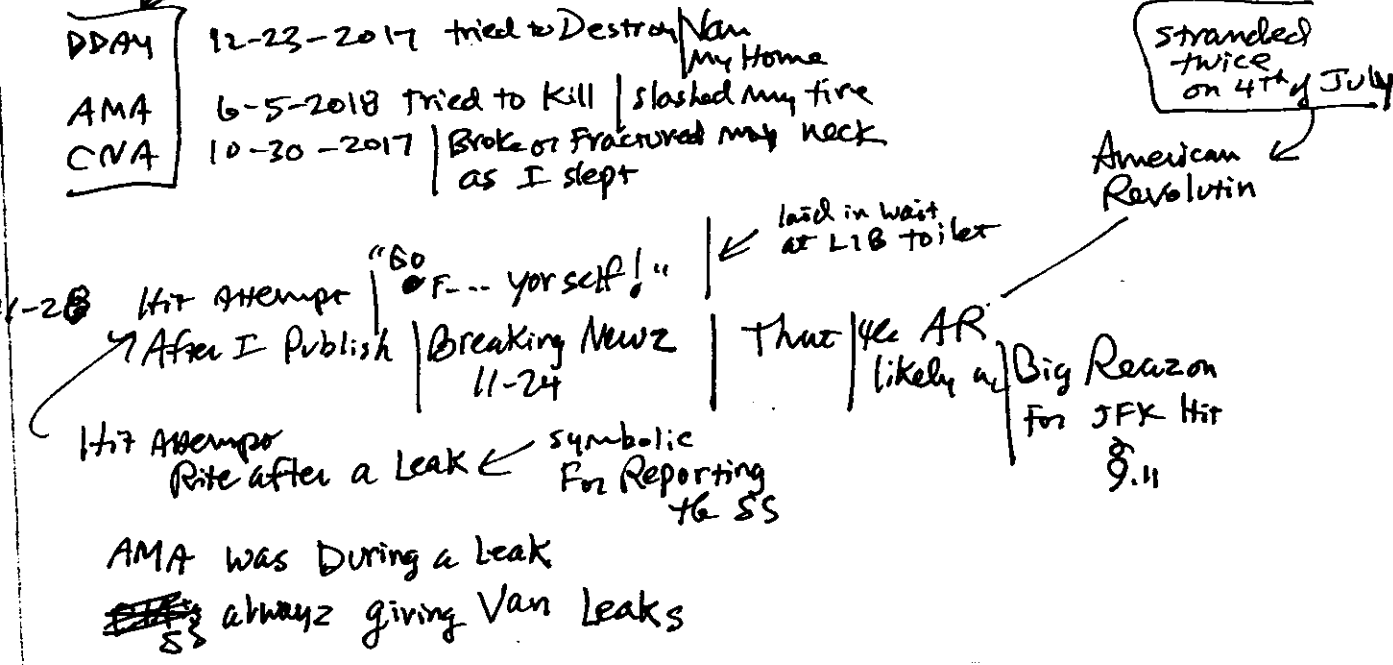 DDAY 12-23-2017 tried to Destroy Van
My Home
stranded
twice
on 4th of July
AMA 6-5-2018 Tried to Kill slashed my tire
CNA 10-30-2017 Broke or Fractured my neck
as I slept
American
Revolutin
laid in wait
at LIB toilet
"Go
Hit Attempt F--- yorself!"
After I Publish Breaking Newz That AR
11-24 likely a Big Reazon
For JFK Hit
& 9.11
Hit Attempt
Rite after a Leak symbolic
For Reporting
the SS
AMA was During a Leak
SS alwayz giving Van Leaks